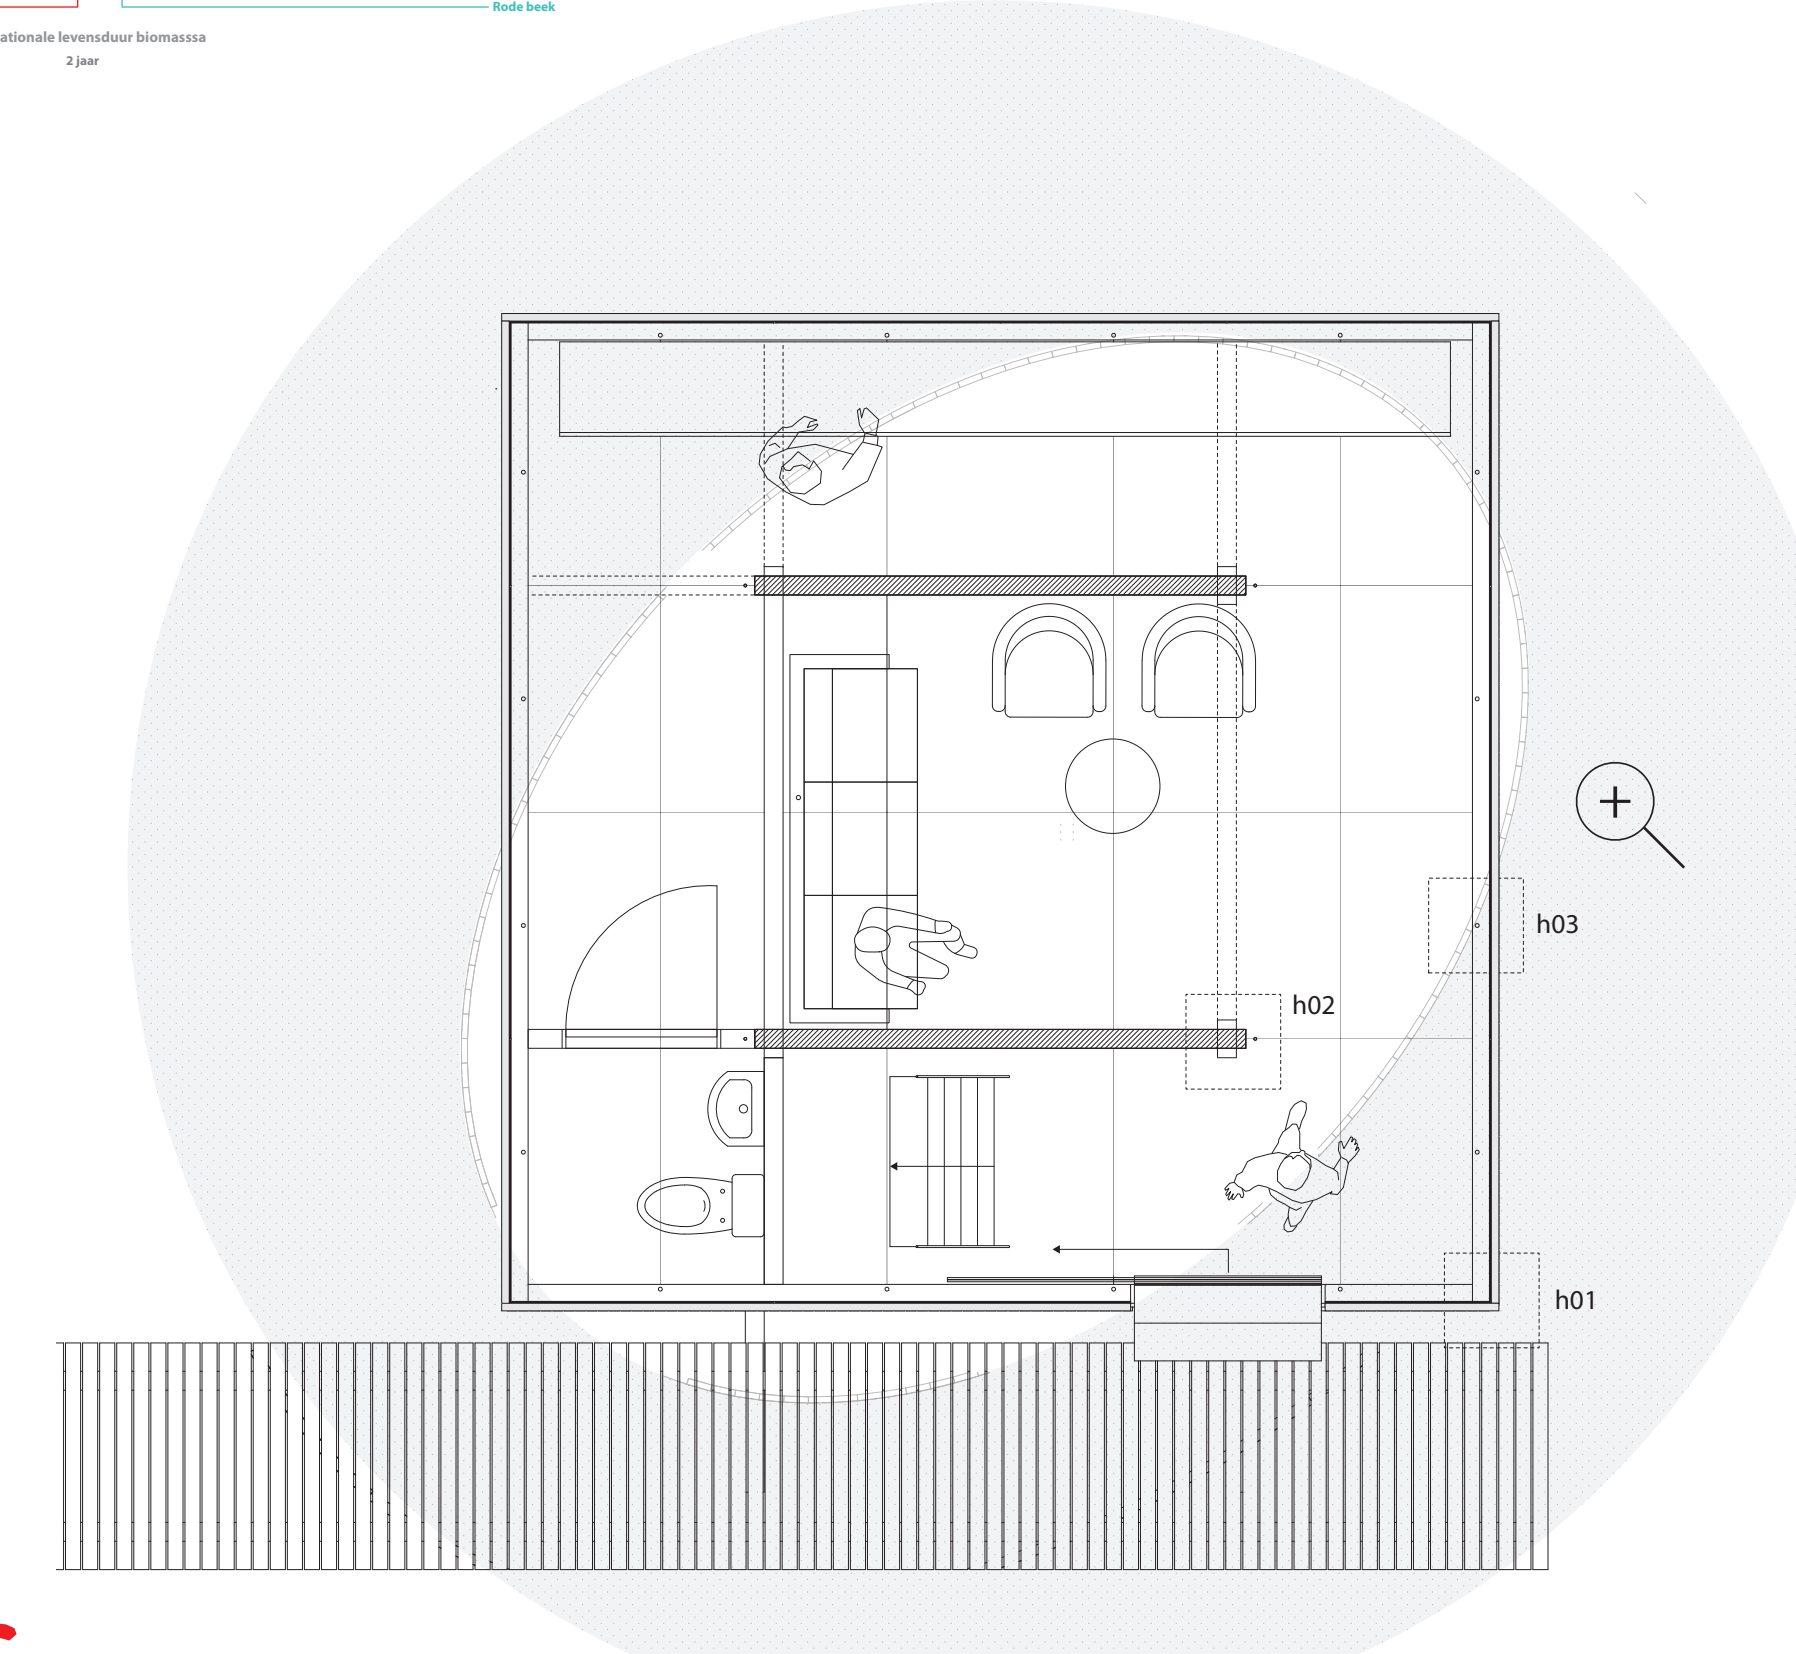 Rode beek
ationale levensduur biomasssa
2 jaar
h03
h02
h01